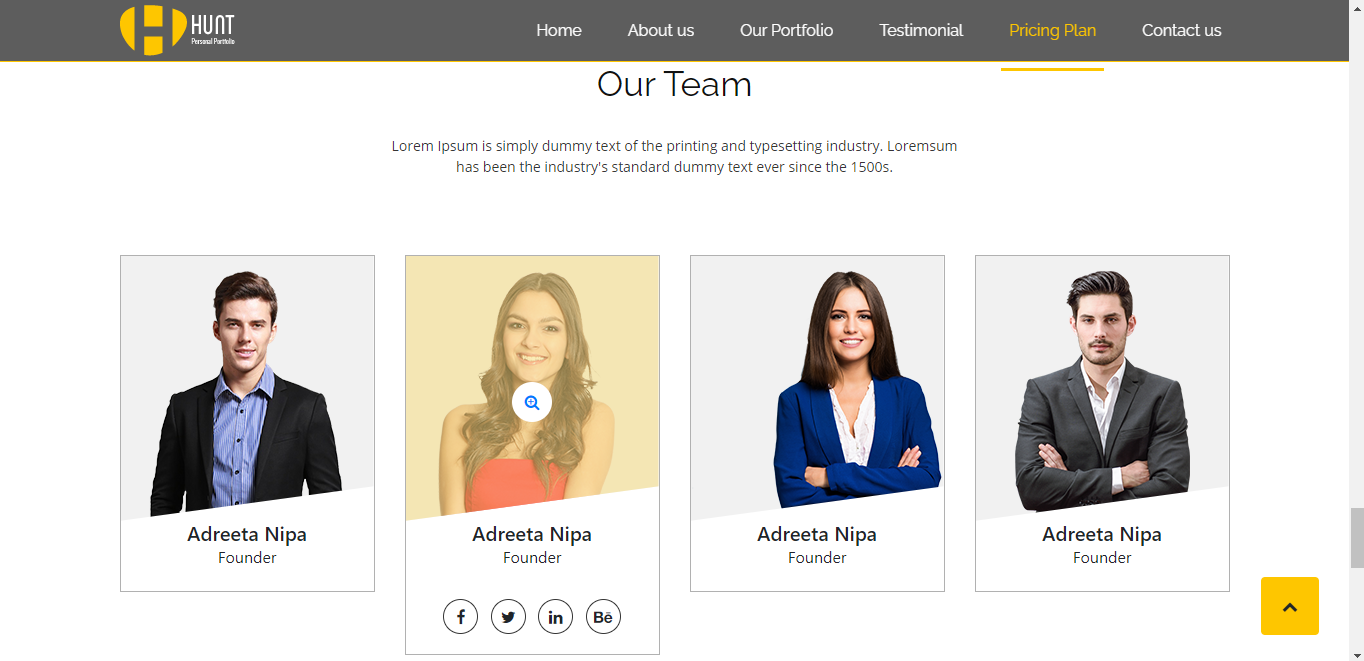 HUNT
Personal Portfolio
Home About us Our Portfolio Testimonial Pricing Plan Contact us
Our Team
Lorem Ipsum is simply dummy text of the printing and typesetting industry. Loremsum
has been the industry's standard dummy text ever since the 1500s.
Adreeta Nipa Adreeta Nipa Adreeta Nipa Adreeta Nipa
Founder Founder Founder Founder
Bē